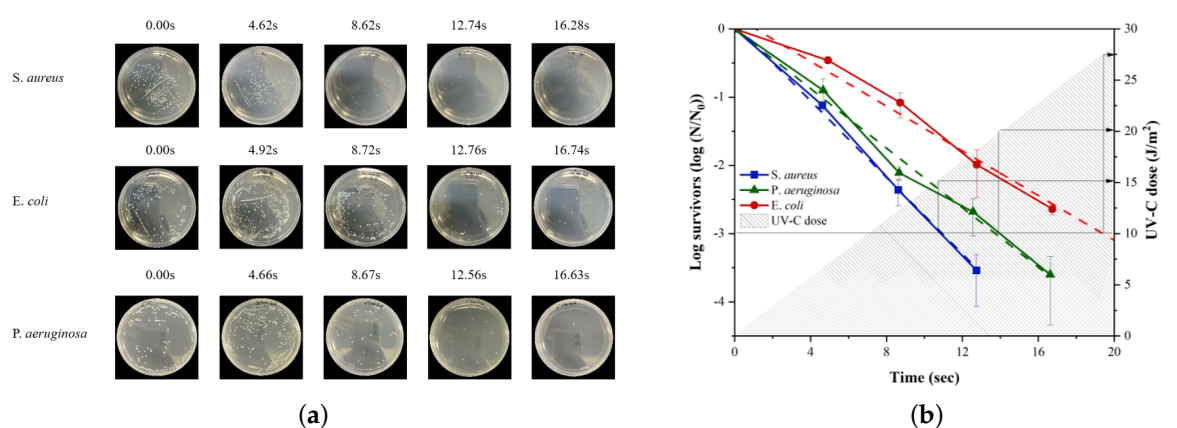 0.00s 4.62s 8.62s 12.74s 16.28s
S. aureus
0.00s 4.92s 8.72s 12.76s 16.74s
E. coli
0.00s 4.66s 8.67s 12.56s 16.63s
P. aeruginosa
(a)
Log survivors (log (N/N₀))
0
-1
-2
-3
-4
S. aureus
P. aeruginosa
E. coli
UV-C dose
30
25
20
15
10
5
0
UV-C dose (J/m²)
0 4 8 12 16 20
Time (sec)
(b)